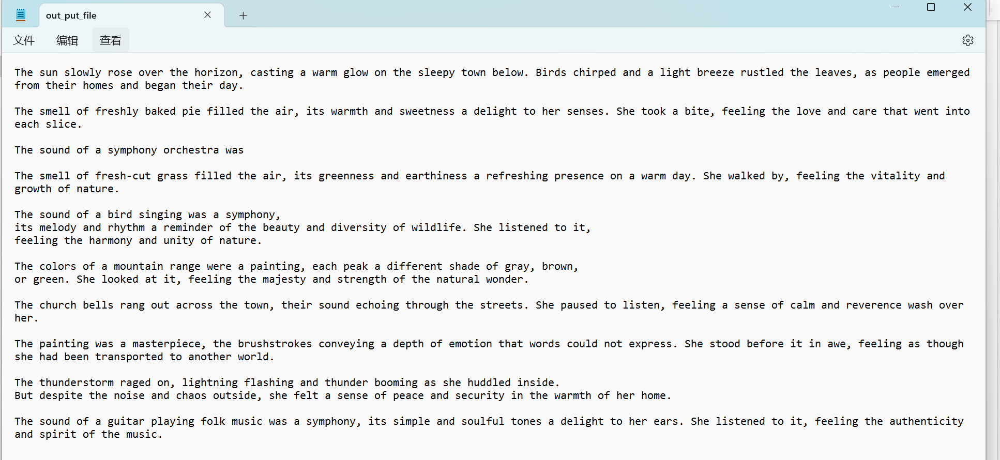 out_put_file
文件 编辑 查看
The sun slowly rose over the horizon, casting a warm glow on the sleepy town below. Birds chirped and a light breeze rustled the leaves, as people emerged
from their homes and began their day.
The smell of freshly baked pie filled the air, its warmth and sweetness a delight to her senses. She took a bite, feeling the love and care that went into
each slice.
The sound of a symphony orchestra was
The smell of fresh-cut grass filled the air, its greenness and earthiness a refreshing presence on a warm day. She walked by, feeling the vitality and
growth of nature.
The sound of a bird singing was a symphony,
its melody and rhythm a reminder of the beauty and diversity of wildlife. She listened to it,
feeling the harmony and unity of nature.
The colors of a mountain range were a painting, each peak a different shade of gray, brown,
or green. She looked at it, feeling the majesty and strength of the natural wonder.
The church bells rang out across the town, their sound echoing through the streets. She paused to listen, feeling a sense of calm and reverence wash over
her.
The painting was a masterpiece, the brushstrokes conveying a depth of emotion that words could not express. She stood before it in awe, feeling as though
she had been transported to another world.
The thunderstorm raged on, lightning flashing and thunder booming as she huddled inside.
But despite the noise and chaos outside, she felt a sense of peace and security in the warmth of her home.
The sound of a guitar playing folk music was a symphony, its simple and soulful tones a delight to her ears. She listened to it, feeling the authenticity
and spirit of the music.